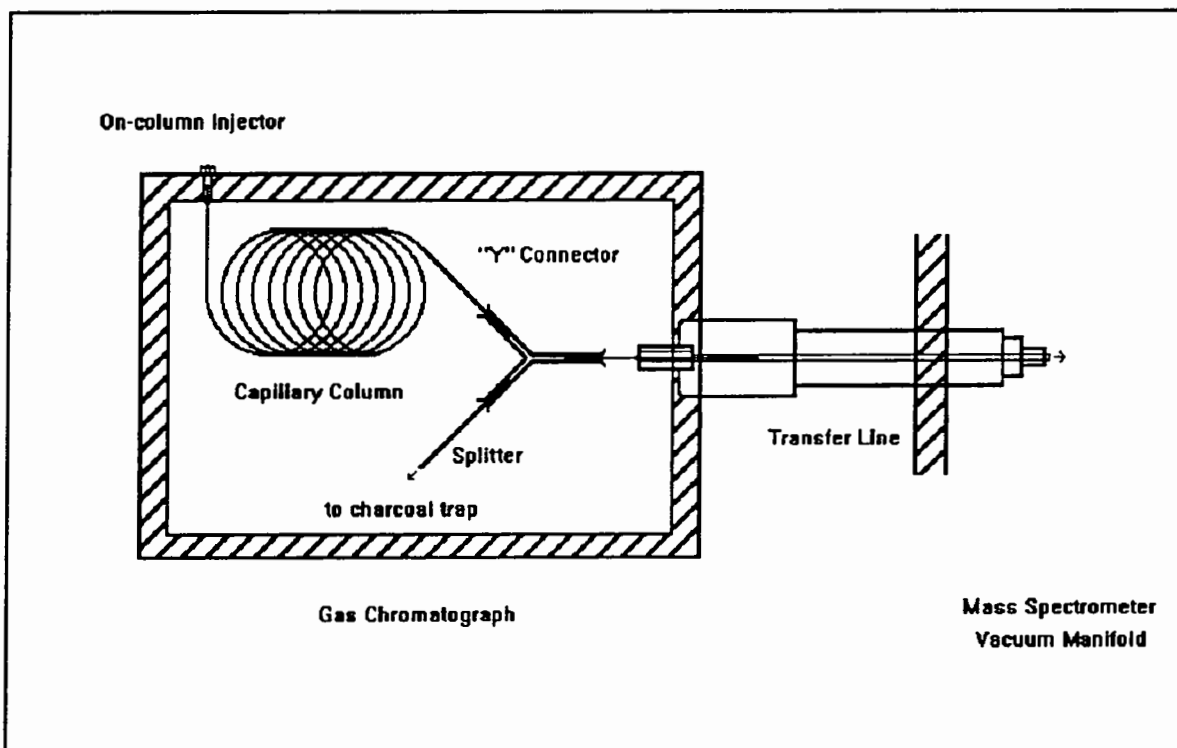 On-column Injector
"Y" Connector
Capillary Column
Transfer Line
Splitter
to charcoal trap
Gas Chromatograph
Mass Spectrometer
Vacuum Manifold